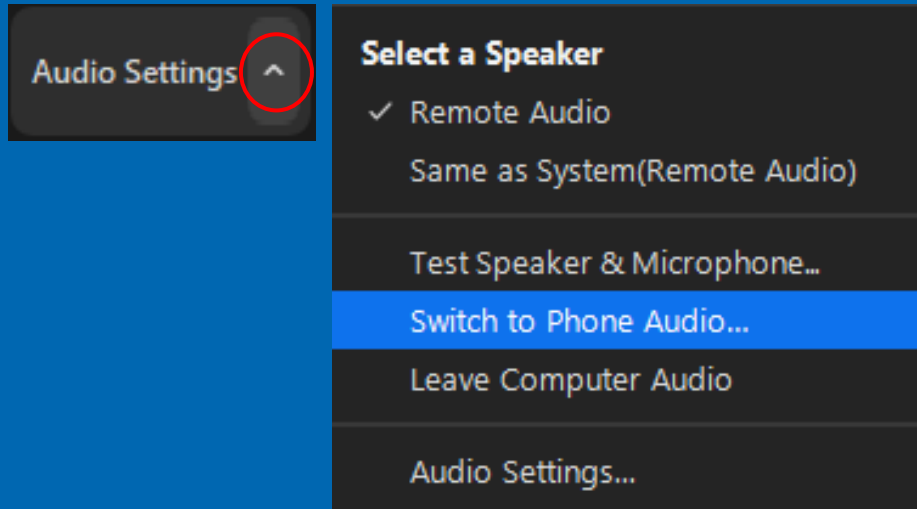 Audio Settings
Select a Speaker
Remote Audio
Same as System(Remote Audio)
Test Speaker & Microphone...
Switch to Phone Audio...
Leave Computer Audio
Audio Settings...